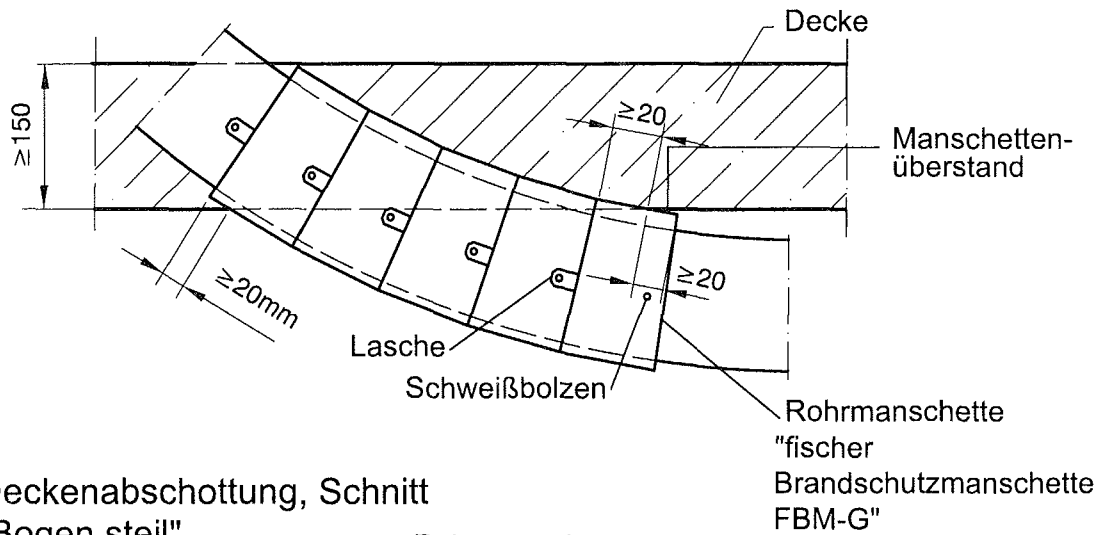 Decke
≥150
≥20
Manschetten-
überstand
≥20
≥20mm
Lasche
Schweißbolzen
Rohrmanschette
"fischer
Brandschutzmanschette
FBM-G"
eckenabschottung, Schnitt
Bogen steil"